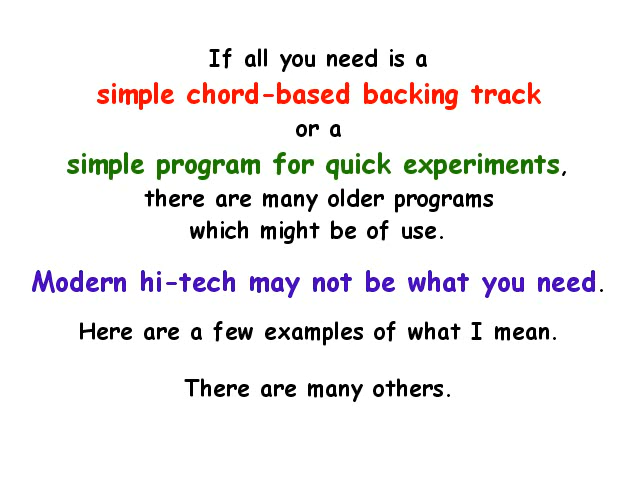 If all you need is a
simple chord-based backing track
or a
simple program for quick experiments,
there are many older programs
which might be of use.
Modern hi-tech may not be what you need.
Here are a few examples of what I mean.
There are many others.